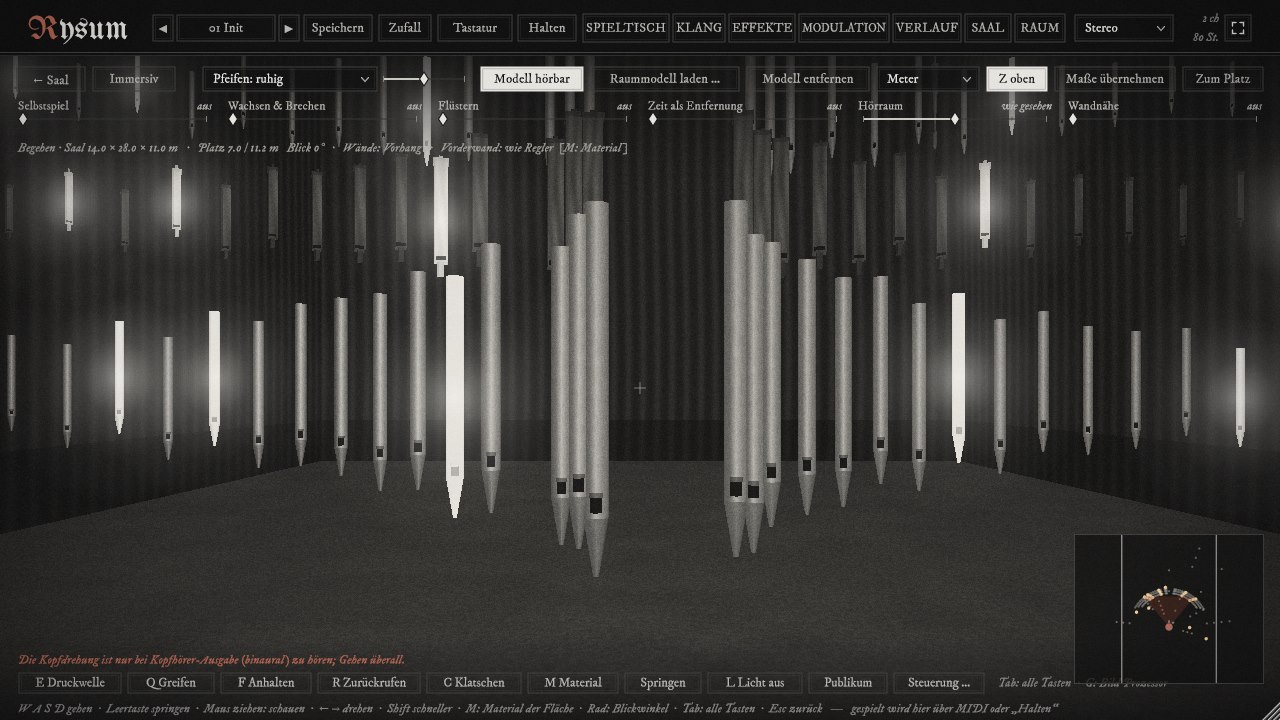 Rysum ◀ 01 Init ▶ Speichern Zufall Tastatur Halten SPIELTISCH KLANG EFFEKTE MODULATION VERLAUF SAAL RAUM Stereo 2 ch
80 St.
← Saal Immersiv Pfeifen: ruhig Modell hörbar Raummodell laden ... Modell entfernen Meter Z oben Maße übernehmen Zum Platz
Selbstspiel aus Wachsen & Brechen aus Flüstern aus Zeit als Entfernung aus Hörraum wie gesehen Wandnähe aus
Begehen · Saal 14.0 × 28.0 × 11.0 m · Platz 7.0 / 11.2 m Blick 0° · Wände: Vorhang · Vorderwand: wie Regler [M: Material]
Die Kopfdrehung ist nur bei Kopfhörer-Ausgabe (binaural) zu hören; Gehen überall.
E Druckwelle Q Greifen F Anhalten R Zurückrufen C Klatschen M Material Springen L Licht aus Publikum Steuerung ... Tab: alle Tasten · G: Bild-Prozessor
W A S D gehen · Leertaste springen · Maus ziehen: schauen · ← → drehen · Shift schneller · M: Material der Fläche · Rad: Blickwinkel · Tab: alle Tasten · Esc zurück — gespielt wird hier über MIDI oder „Halten“